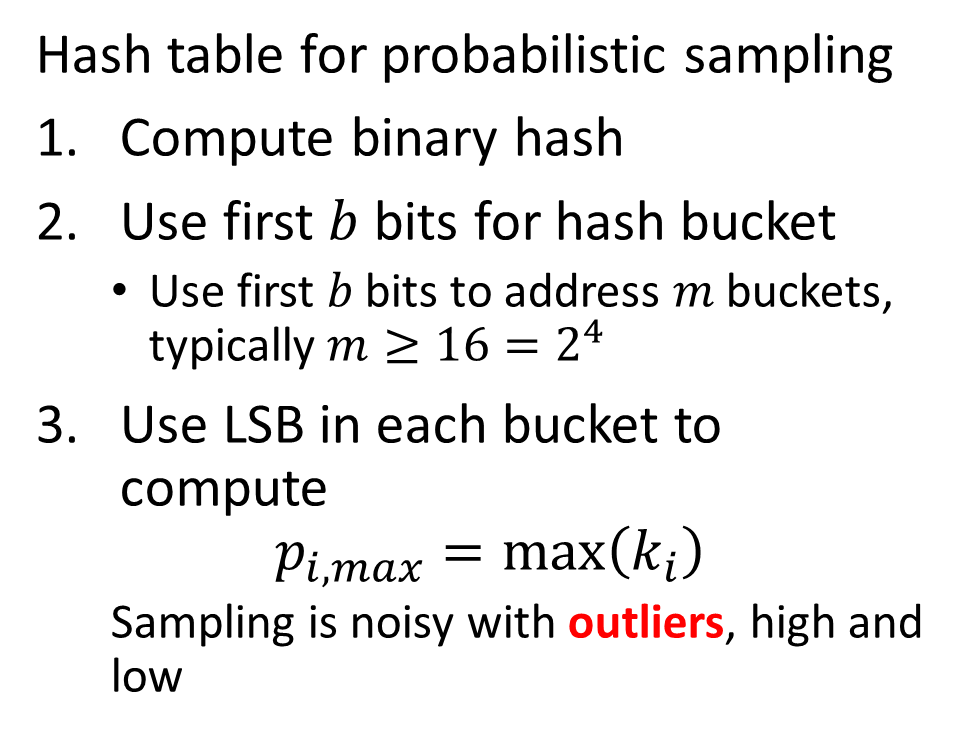 Hash table for probabilistic sampling
1. Compute binary hash
2. Use first b bits for hash bucket
• Use first b bits to address m buckets,
typically m ≥ 16 = 2⁴
3. Use LSB in each bucket to
compute
p_{i,max} = max(k_i)
Sampling is noisy with outliers, high and
low